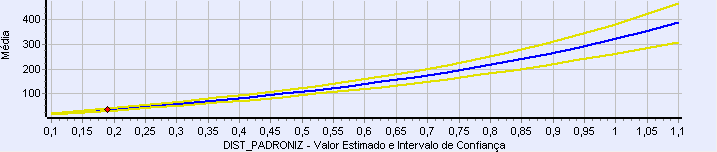 Média
400
300
200
100
0,1 0,15 0,2 0,25 0,3 0,35 0,4 0,45 0,5 0,55 0,6 0,65 0,7 0,75 0,8 0,85 0,9 0,95 1 1,05 1,1
DIST_PADRONIZ - Valor Estimado e Intervalo de Confiança